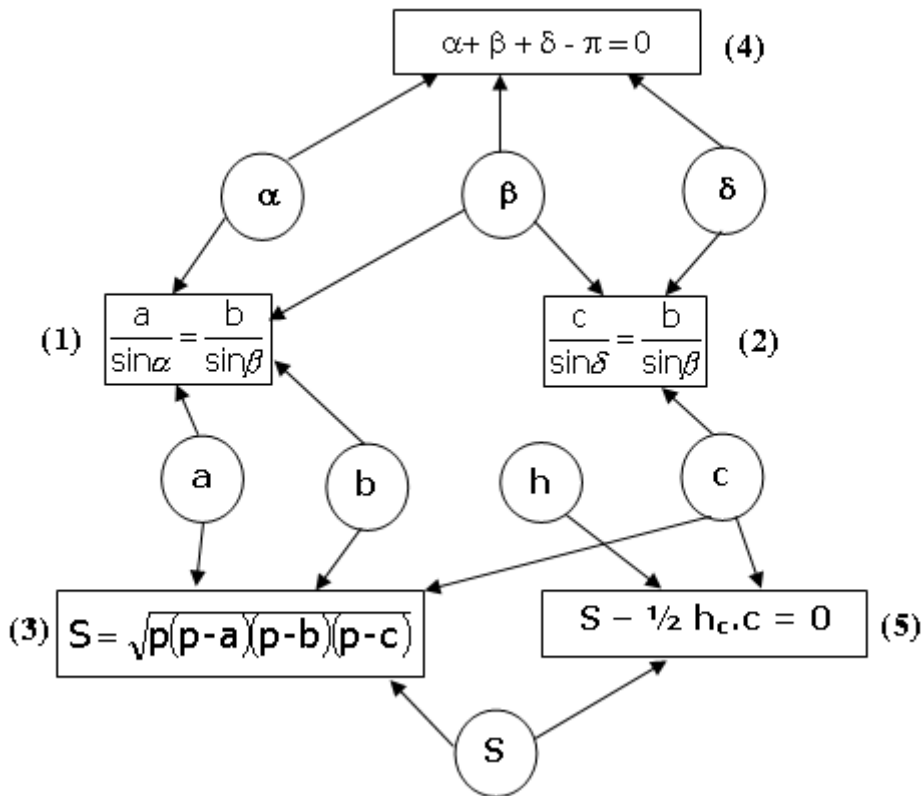 α+ β + δ - π = 0 (4)
α β δ
(1) a/sinα = b/sinβ c/sinδ = b/sinβ (2)
a b h c
(3) S = √p(p-a)(p-b)(p-c) S - ½ hc.c = 0 (5)
S